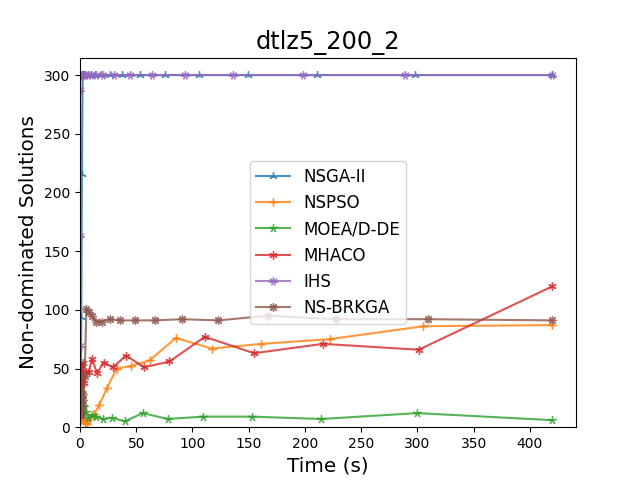 dtlz5_200_2
Non-dominated Solutions
300
250
200
150
100
50
0
NSGA-II
NSPSO
MOEA/D-DE
MHACO
IHS
NS-BRKGA
0 50 100 150 200 250 300 350 400
Time (s)